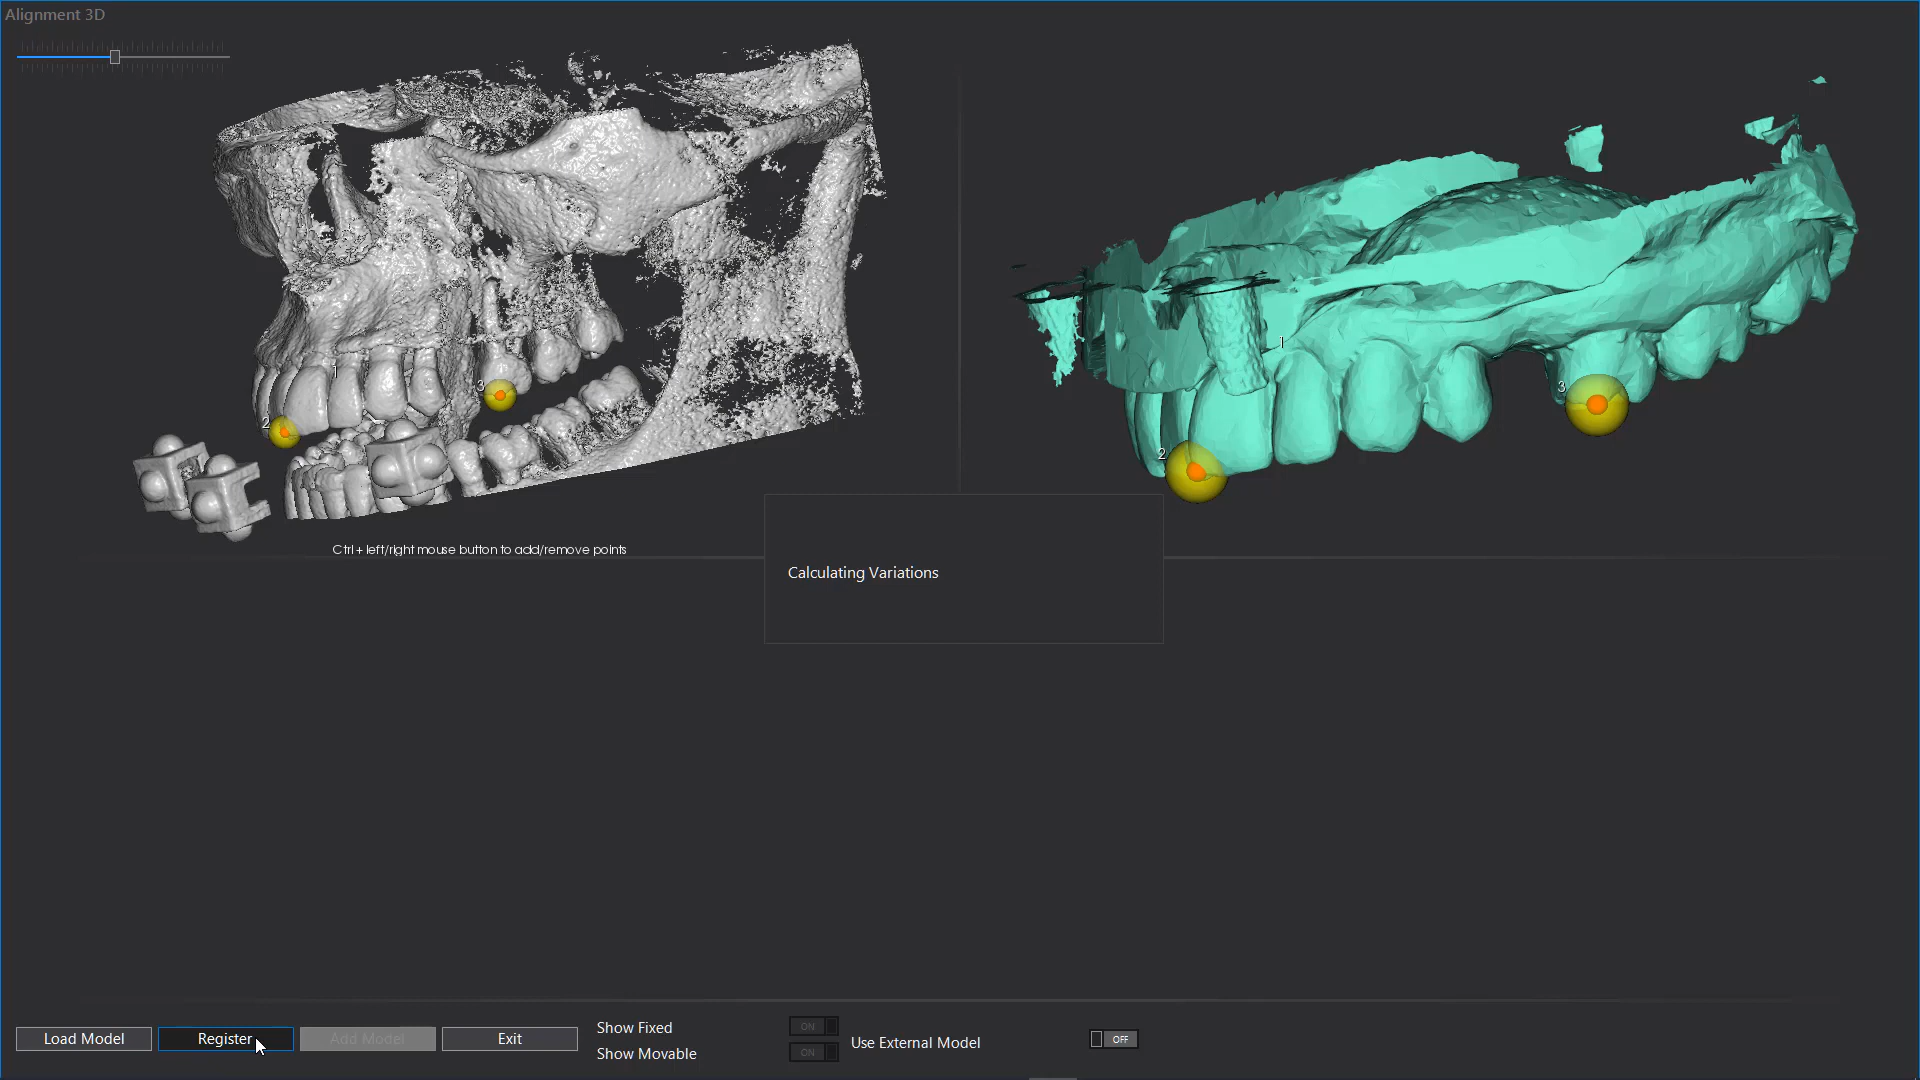 Alignment 3D
1
3
2
1
3
2
Ctrl + left/right mouse button to add/remove points
Calculating Variations
Load Model
Register
Add Model
Exit
Show Fixed
ON
Show Movable
ON
Use External Model
OFF